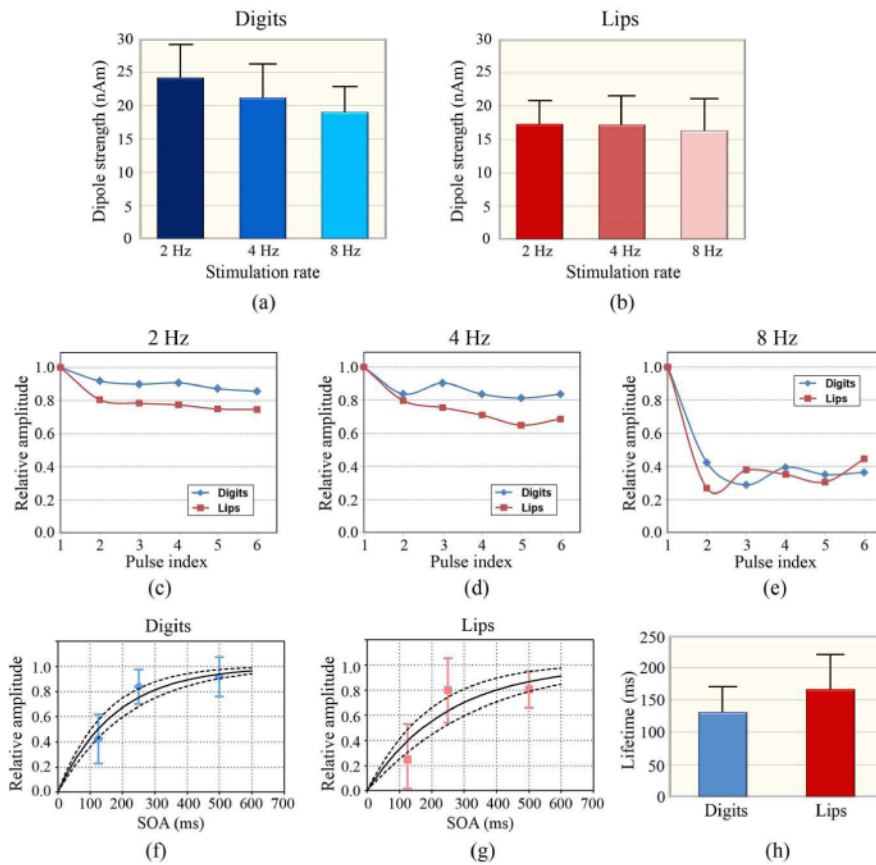 Digits
Lips
30
25
20
15
10
5
0
Dipole strength (nAm)
2 Hz 4 Hz 8 Hz
Stimulation rate
(a)
30
25
20
15
10
5
0
Dipole strength (nAm)
2 Hz 4 Hz 8 Hz
Stimulation rate
(b)
2 Hz
1.0
0.8
0.6
0.4
0.2
0.0
Relative amplitude
Digits
Lips
1 2 3 4 5 6
Pulse index
(c)
4 Hz
1.0
0.8
0.6
0.4
0.2
0.0
Relative amplitude
Digits
Lips
1 2 3 4 5 6
Pulse index
(d)
8 Hz
1.0
0.8
0.6
0.4
0.2
0.0
Relative amplitude
Digits
Lips
1 2 3 4 5 6
Pulse index
(e)
Digits
1.0
0.8
0.6
0.4
0.2
0.0
Relative amplitude
0 100 200 300 400 500 600 700
SOA (ms)
(f)
Lips
1.0
0.8
0.6
0.4
0.2
0.0
Relative amplitude
0 100 200 300 400 500 600 700
SOA (ms)
(g)
250
200
150
100
50
0
Lifetime (ms)
Digits Lips
(h)